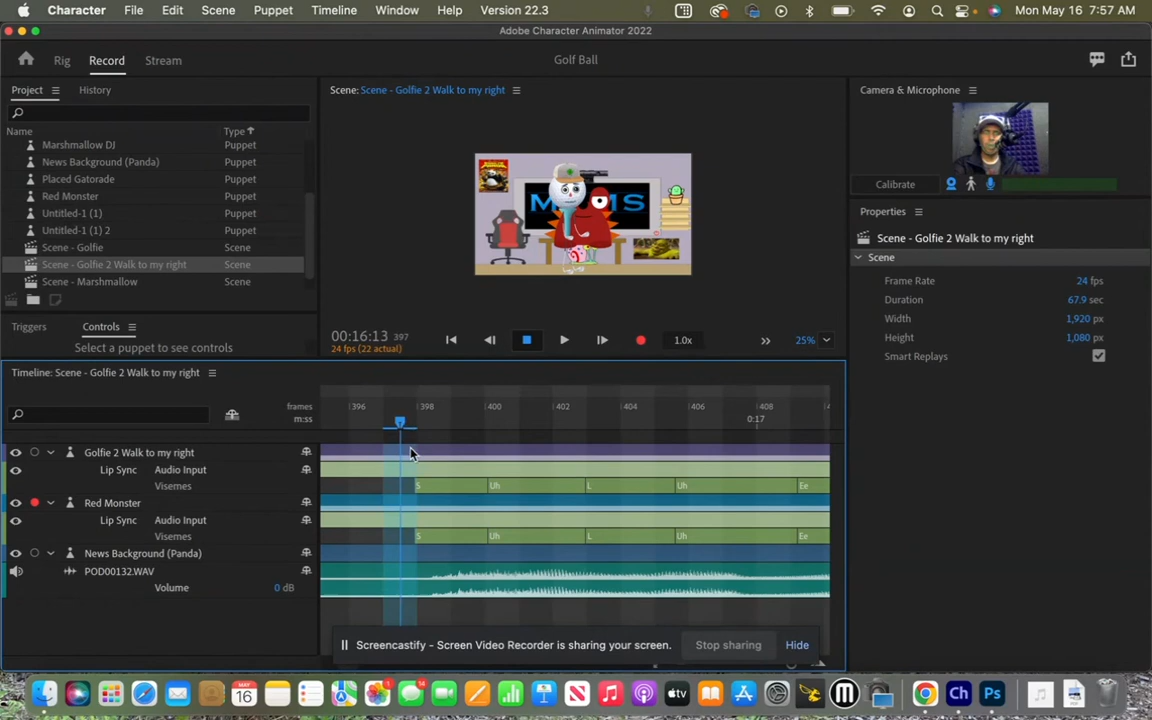 Character File Edit Scene Puppet Timeline Window Help Version 22.3 Mon May 16 7:57 AM
Adobe Character Animator 2022
Rig Record Stream Golf Ball
Project History Scene: Scene - Golfie 2 Walk to my right Camera & Microphone
Name Type
Marshmallow DJ Puppet
News Background (Panda) Puppet
Placed Gatorade Puppet
Calibrate
Red Monster Puppet
Properties
Untitled-1 (1) Puppet
Untitled-1 (1) 2 Puppet
Scene - Golfie 2 Walk to my right
Scene - Golfie Scene
Scene
Scene - Golfie 2 Walk to my right Scene
Frame Rate 24 fps
Scene - Marshmallow Scene
Duration 67.9 sec
Width 1,920 px
Triggers Controls
Height 1,080 px
Select a puppet to see controls
00:16:13 397
24 fps (22 actual)
1.0x 25%
Smart Replays
Timeline: Scene - Golfie 2 Walk to my right
frames 396 398 400 402 404 406 408 4
m:ss 0:17
Golfie 2 Walk to my right
Lip Sync Audio Input
Visemes S Uh L Uh Ee
Red Monster
Lip Sync Audio Input
Visemes S Uh L Uh Ee
News Background (Panda)
POD00132.WAV
Volume 0 dB
Screencastify - Screen Video Recorder is sharing your screen. Stop sharing Hide
MAY
16
1
14
tv
Ch
Ps